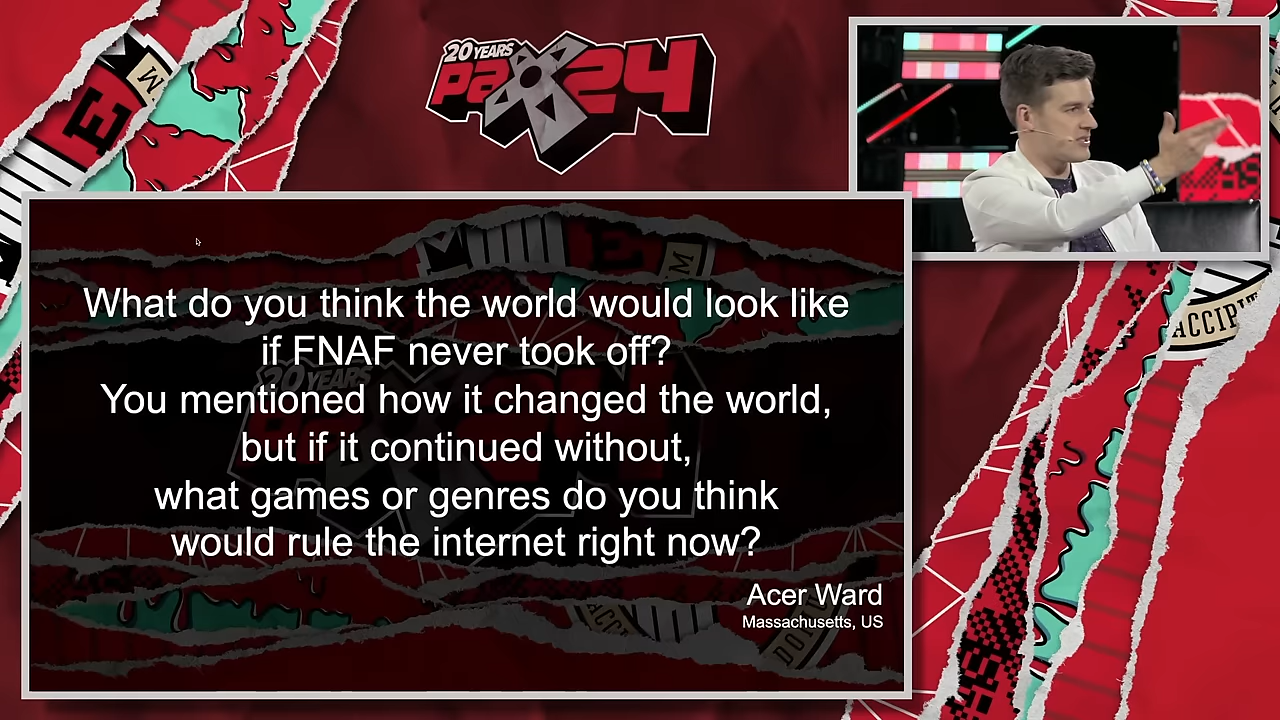 20 YEARS
PAX24
What do you think the world would look like
if FNAF never took off?
You mentioned how it changed the world,
but if it continued without,
what games or genres do you think
would rule the internet right now?
Acer Ward
Massachusetts, US
ACCIPIT